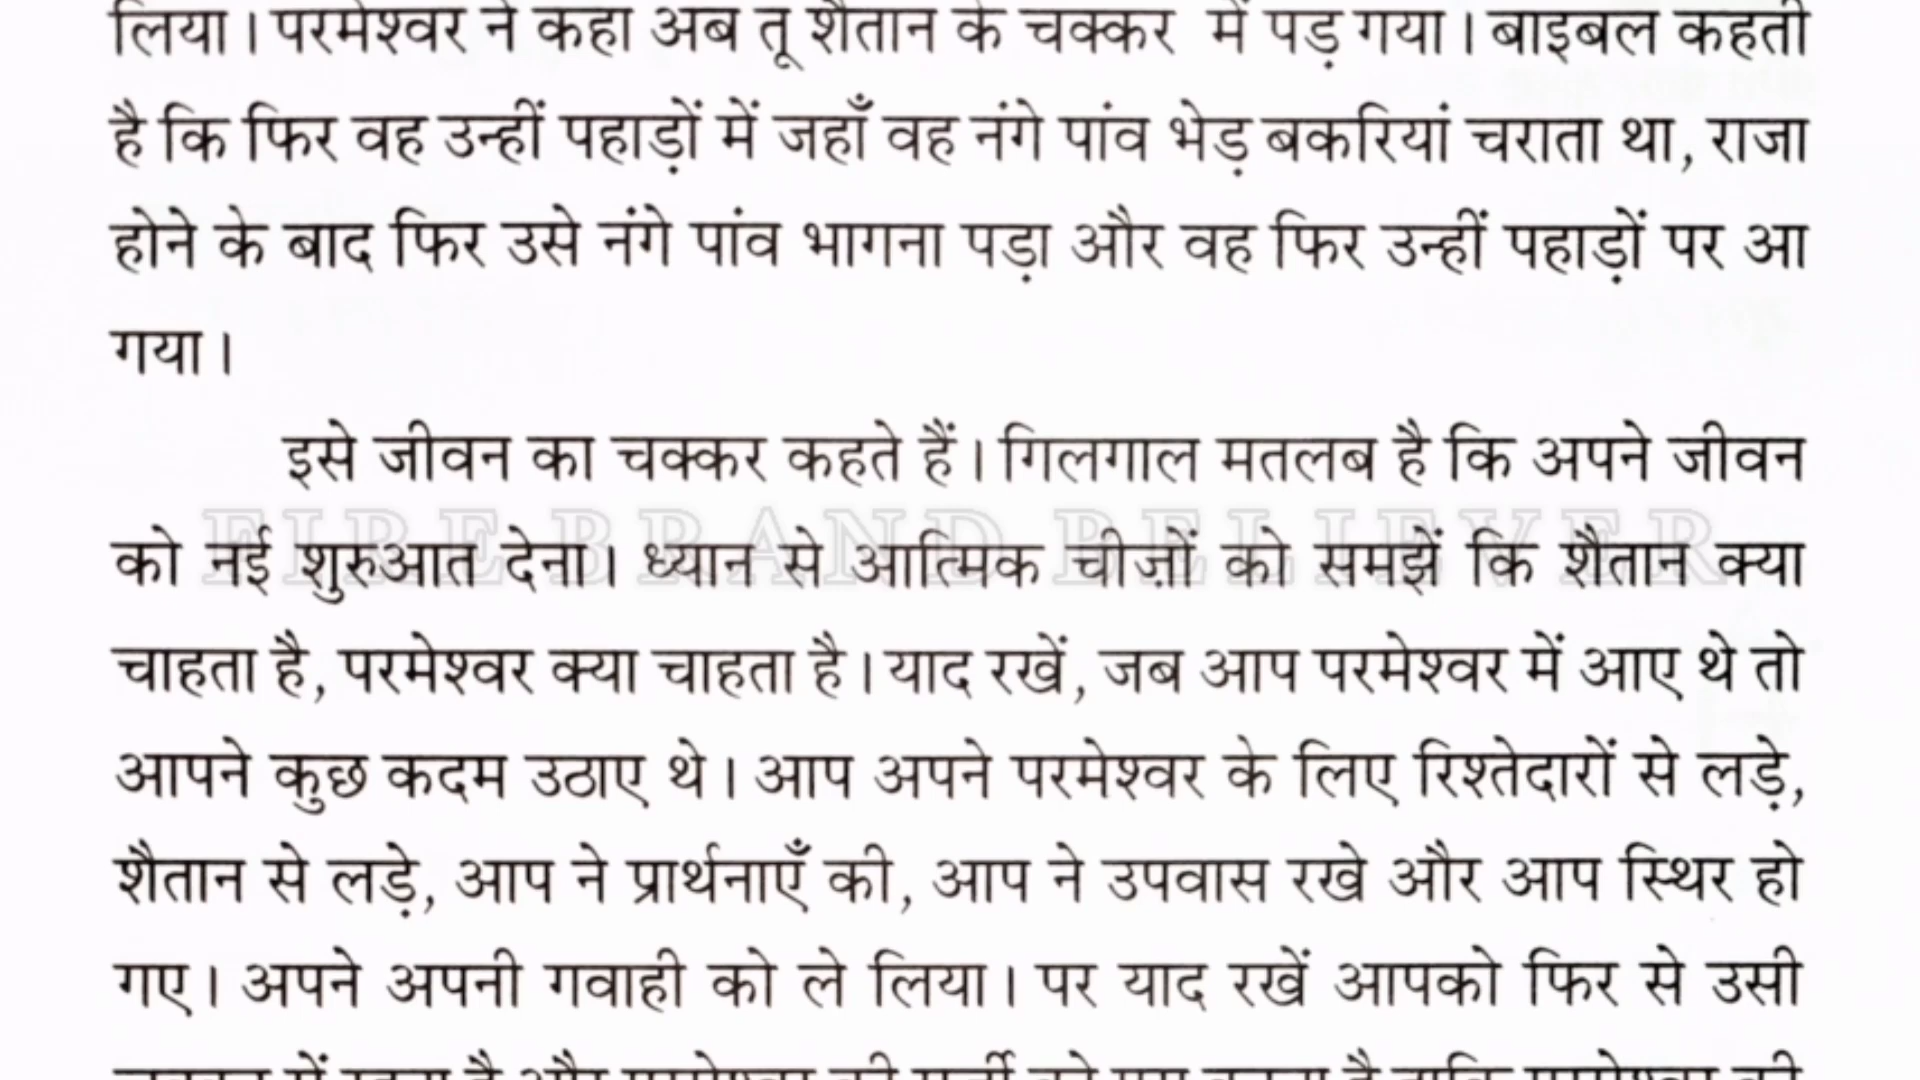 लिया। परमेश्वर ने कहा अब तू शैतान के चक्कर में पड़ गया। बाइबल कहती
है कि फिर वह उन्हीं पहाड़ों में जहाँ वह नंगे पांव भेड़ बकरियां चराता था, राजा
होने के बाद फिर उसे नंगे पांव भागना पड़ा और वह फिर उन्हीं पहाड़ों पर आ
गया।
इसे जीवन का चक्कर कहते हैं। गिलगाल मतलब है कि अपने जीवन
FIRE BRAND BELIEVER
को नई शुरुआत देना। ध्यान से आत्मिक चीज़ों को समझें कि शैतान क्या
चाहता है, परमेश्वर क्या चाहता है। याद रखें, जब आप परमेश्वर में आए थे तो
आपने कुछ कदम उठाए थे। आप अपने परमेश्वर के लिए रिश्तेदारों से लड़े,
शैतान से लड़े, आप ने प्रार्थनाएँ की, आप ने उपवास रखे और आप स्थिर हो
गए। अपने अपनी गवाही को ले लिया। पर याद रखें आपको फिर से उसी